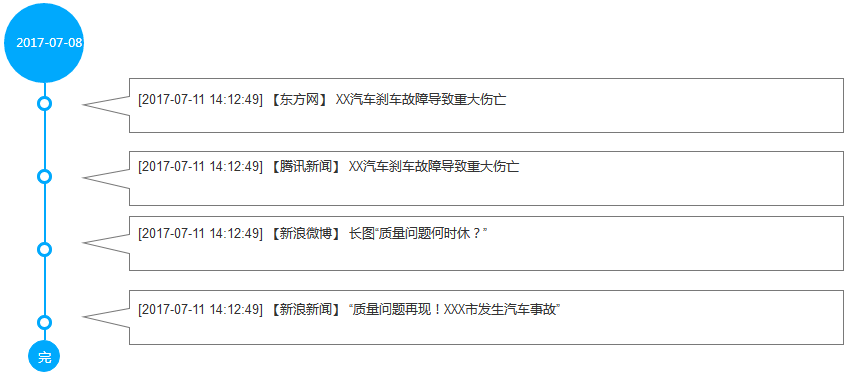 2017-07-08
[2017-07-11 14:12:49] 【东方网】 XX汽车刹车故障导致重大伤亡
[2017-07-11 14:12:49] 【腾讯新闻】 XX汽车刹车故障导致重大伤亡
[2017-07-11 14:12:49] 【新浪微博】 长图“质量问题何时休？”
[2017-07-11 14:12:49] 【新浪新闻】 “质量问题再现！XXX市发生汽车事故”
完